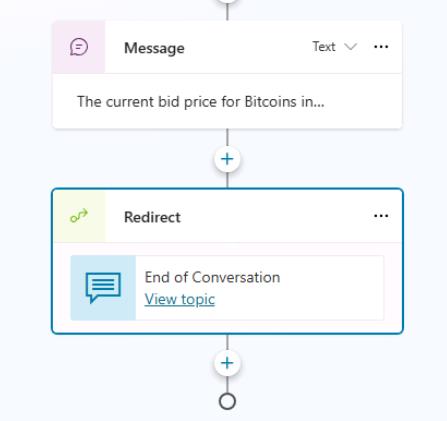 Message
Text
The current bid price for Bitcoins in...
Redirect
End of Conversation
View topic